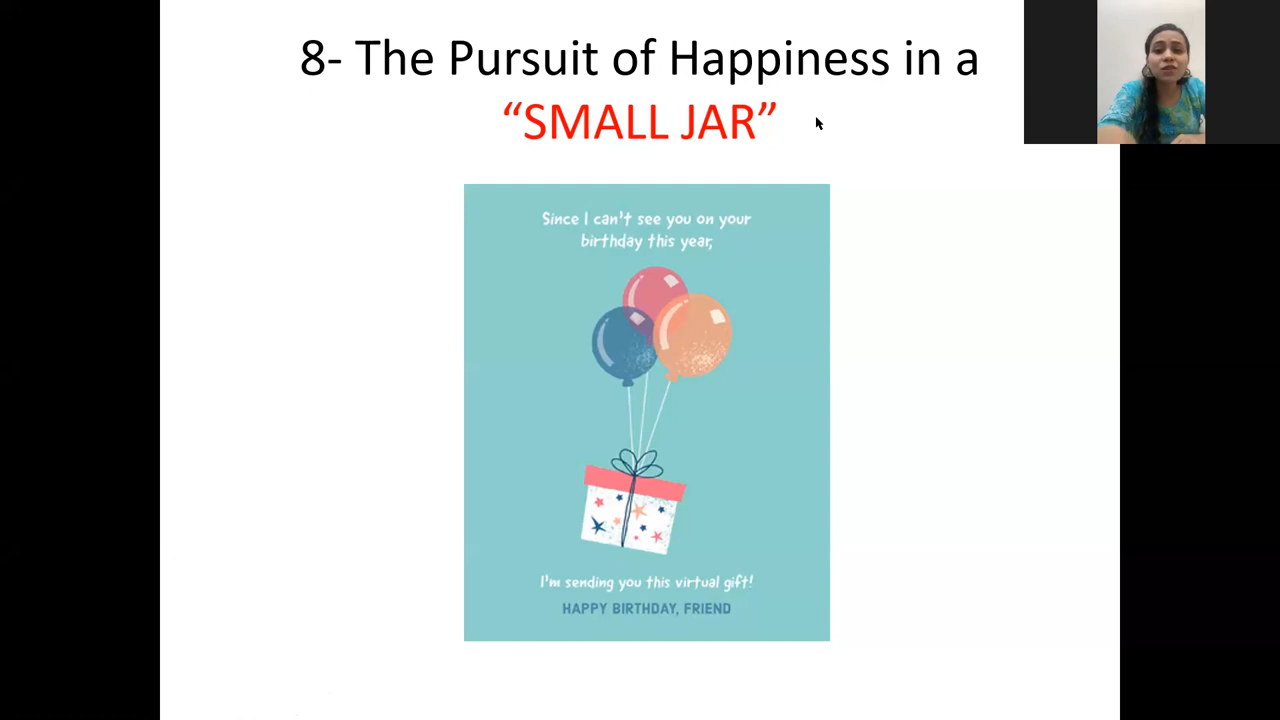 8- The Pursuit of Happiness in a
“SMALL JAR”
Since I can't see you on your
birthday this year,
I'm sending you this virtual gift!
HAPPY BIRTHDAY, FRIEND